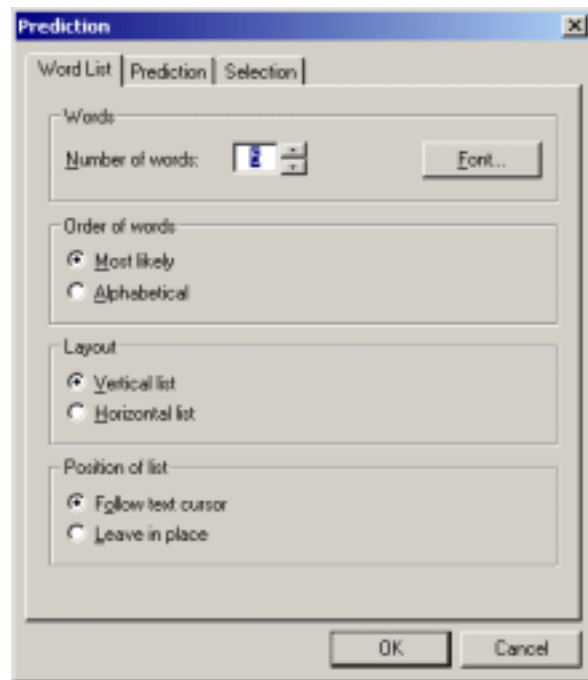 Prediction
Word List Prediction Selection
Words
Number of words: Font...
Order of words
Most likely
Alphabetical
Layout
Vertical list
Horizontal list
Position of list
Follow text cursor
Leave in place
OK Cancel